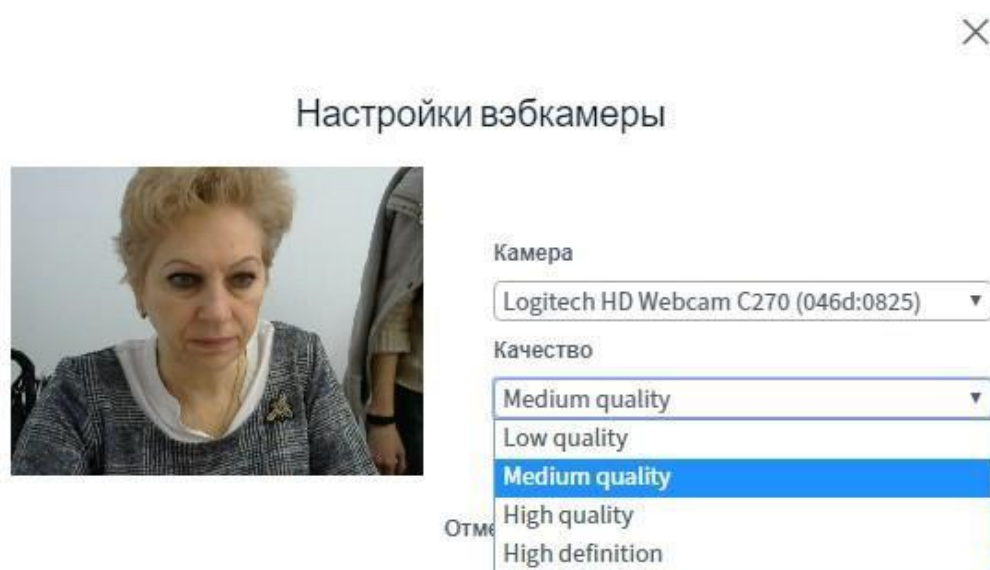 Настройки вэбкамеры
Камера
Logitech HD Webcam C270 (046d:0825)
Качество
Medium quality
Low quality
Medium quality
High quality
High definition
Отме